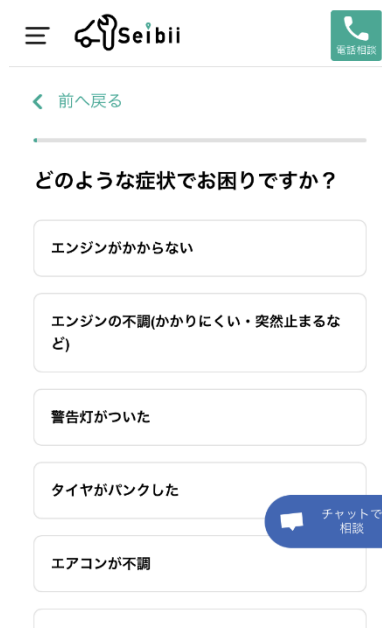 Seibii
電話相談
前へ戻る
どのような症状でお困りですか？
エンジンがかからない
エンジンの不調(かかりにくい・突然止まるな
ど)
警告灯がついた
タイヤがパンクした
チャットで
相談
エアコンが不調